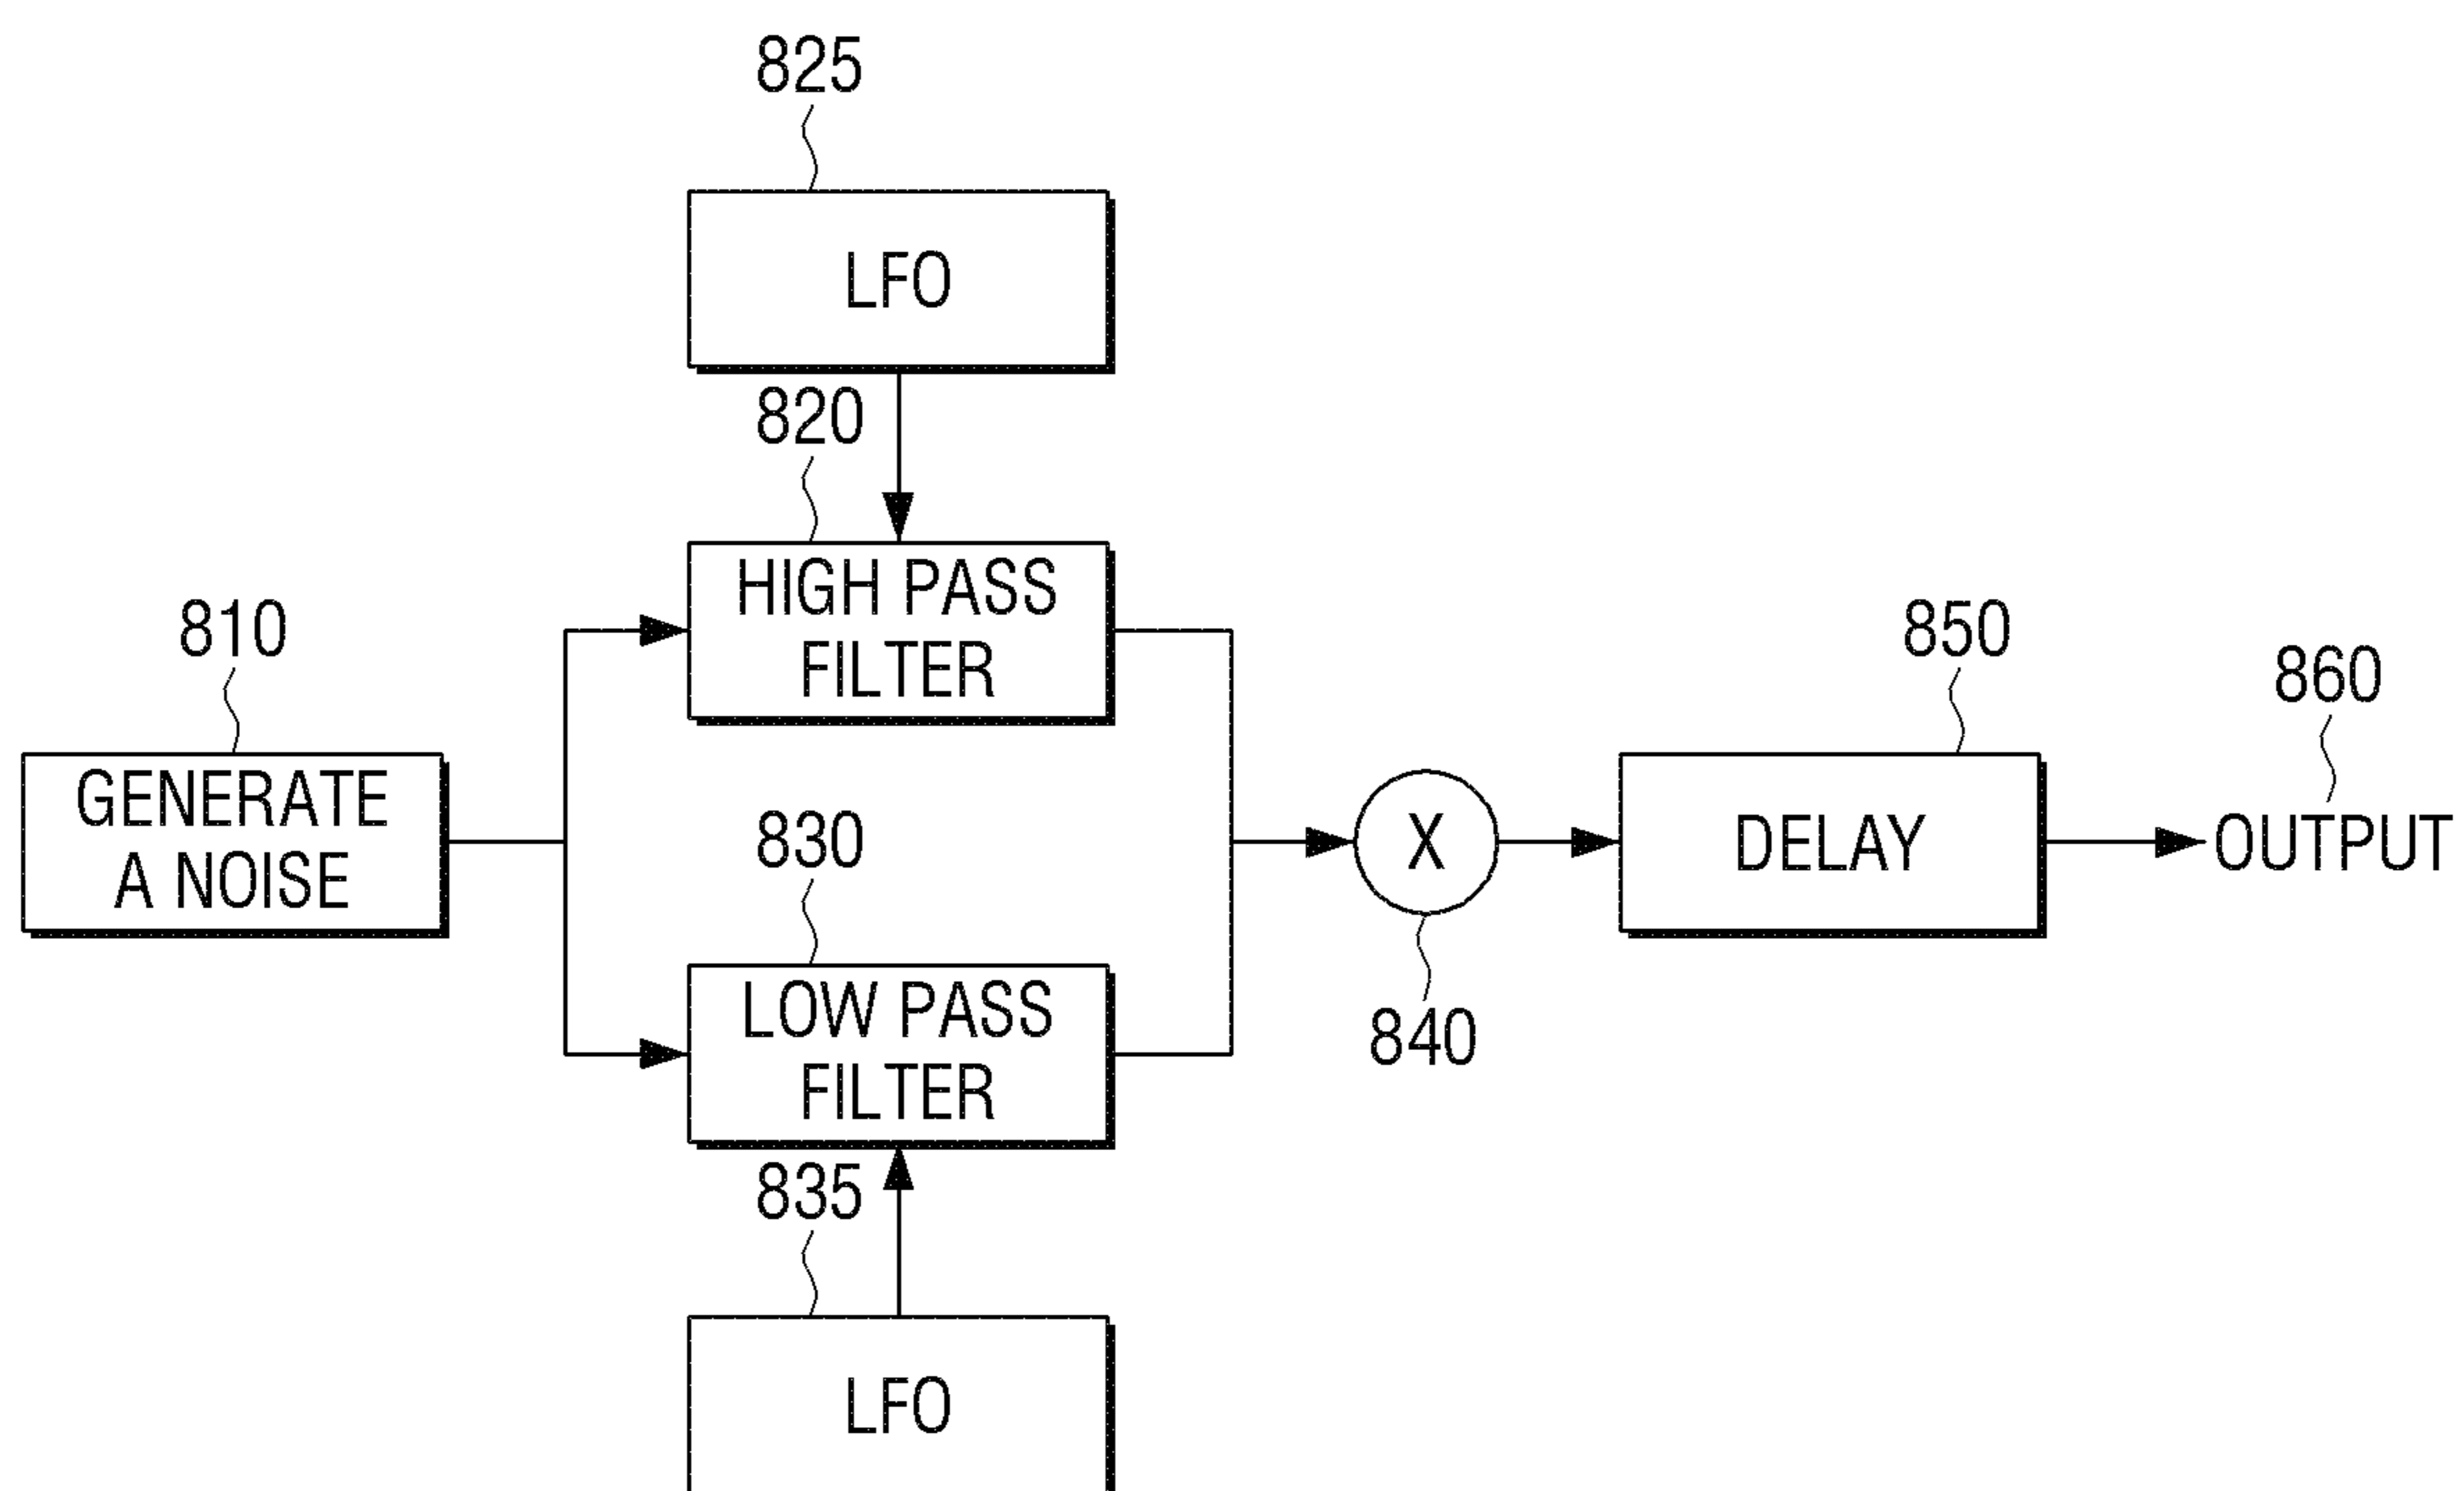 825
LFO
820
HIGH PASS
FILTER
810
GENERATE
A NOISE
830
LOW PASS
FILTER
835
LFO
X
840
850
DELAY
860
OUTPUT